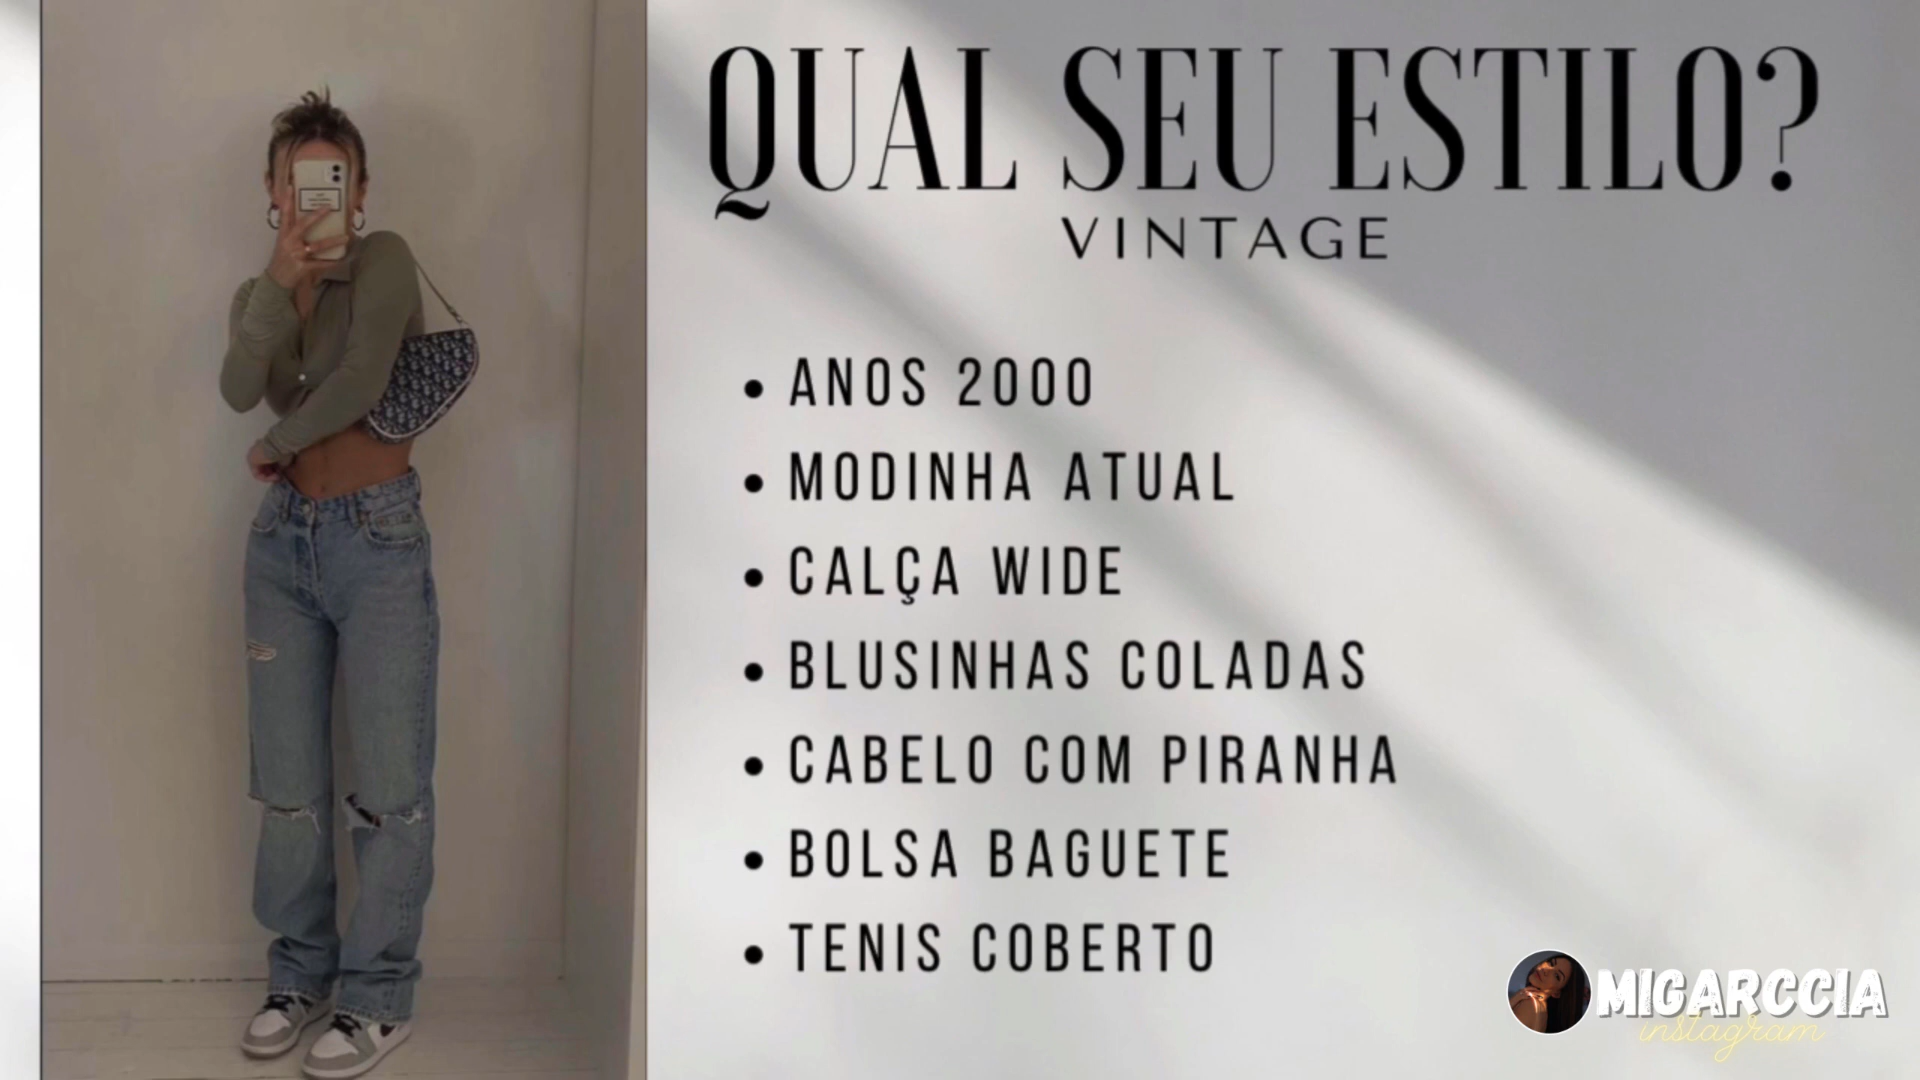 QUAL SEU ESTILO?
VINTAGE
• ANOS 2000
• MODINHA ATUAL
• CALÇA WIDE
• BLUSINHAS COLADAS
• CABELO COM PIRANHA
• BOLSA BAGUETE
• TENIS COBERTO
MIGARCCIA
instagram